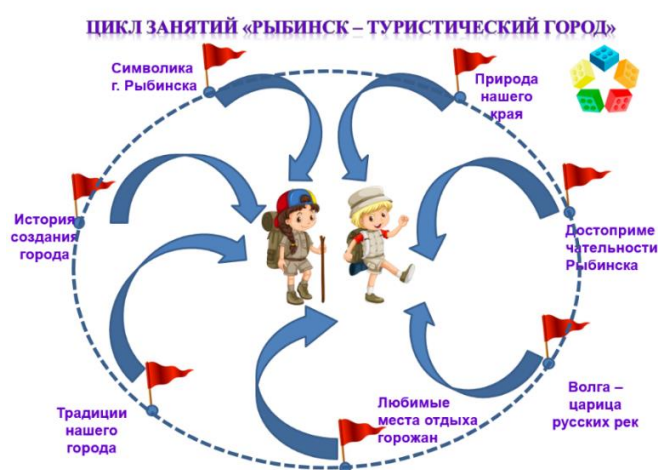 ЦИКЛ ЗАНЯТИЙ «РЫБИНСК – ТУРИСТИЧЕСКИЙ ГОРОД»
Символика
г. Рыбинска
Природа
нашего
края
История
создания
города
Достоприме
чательности
Рыбинска
Традиции
нашего
города
Любимые
места отдыха
горожан
Волга –
царица
русских рек